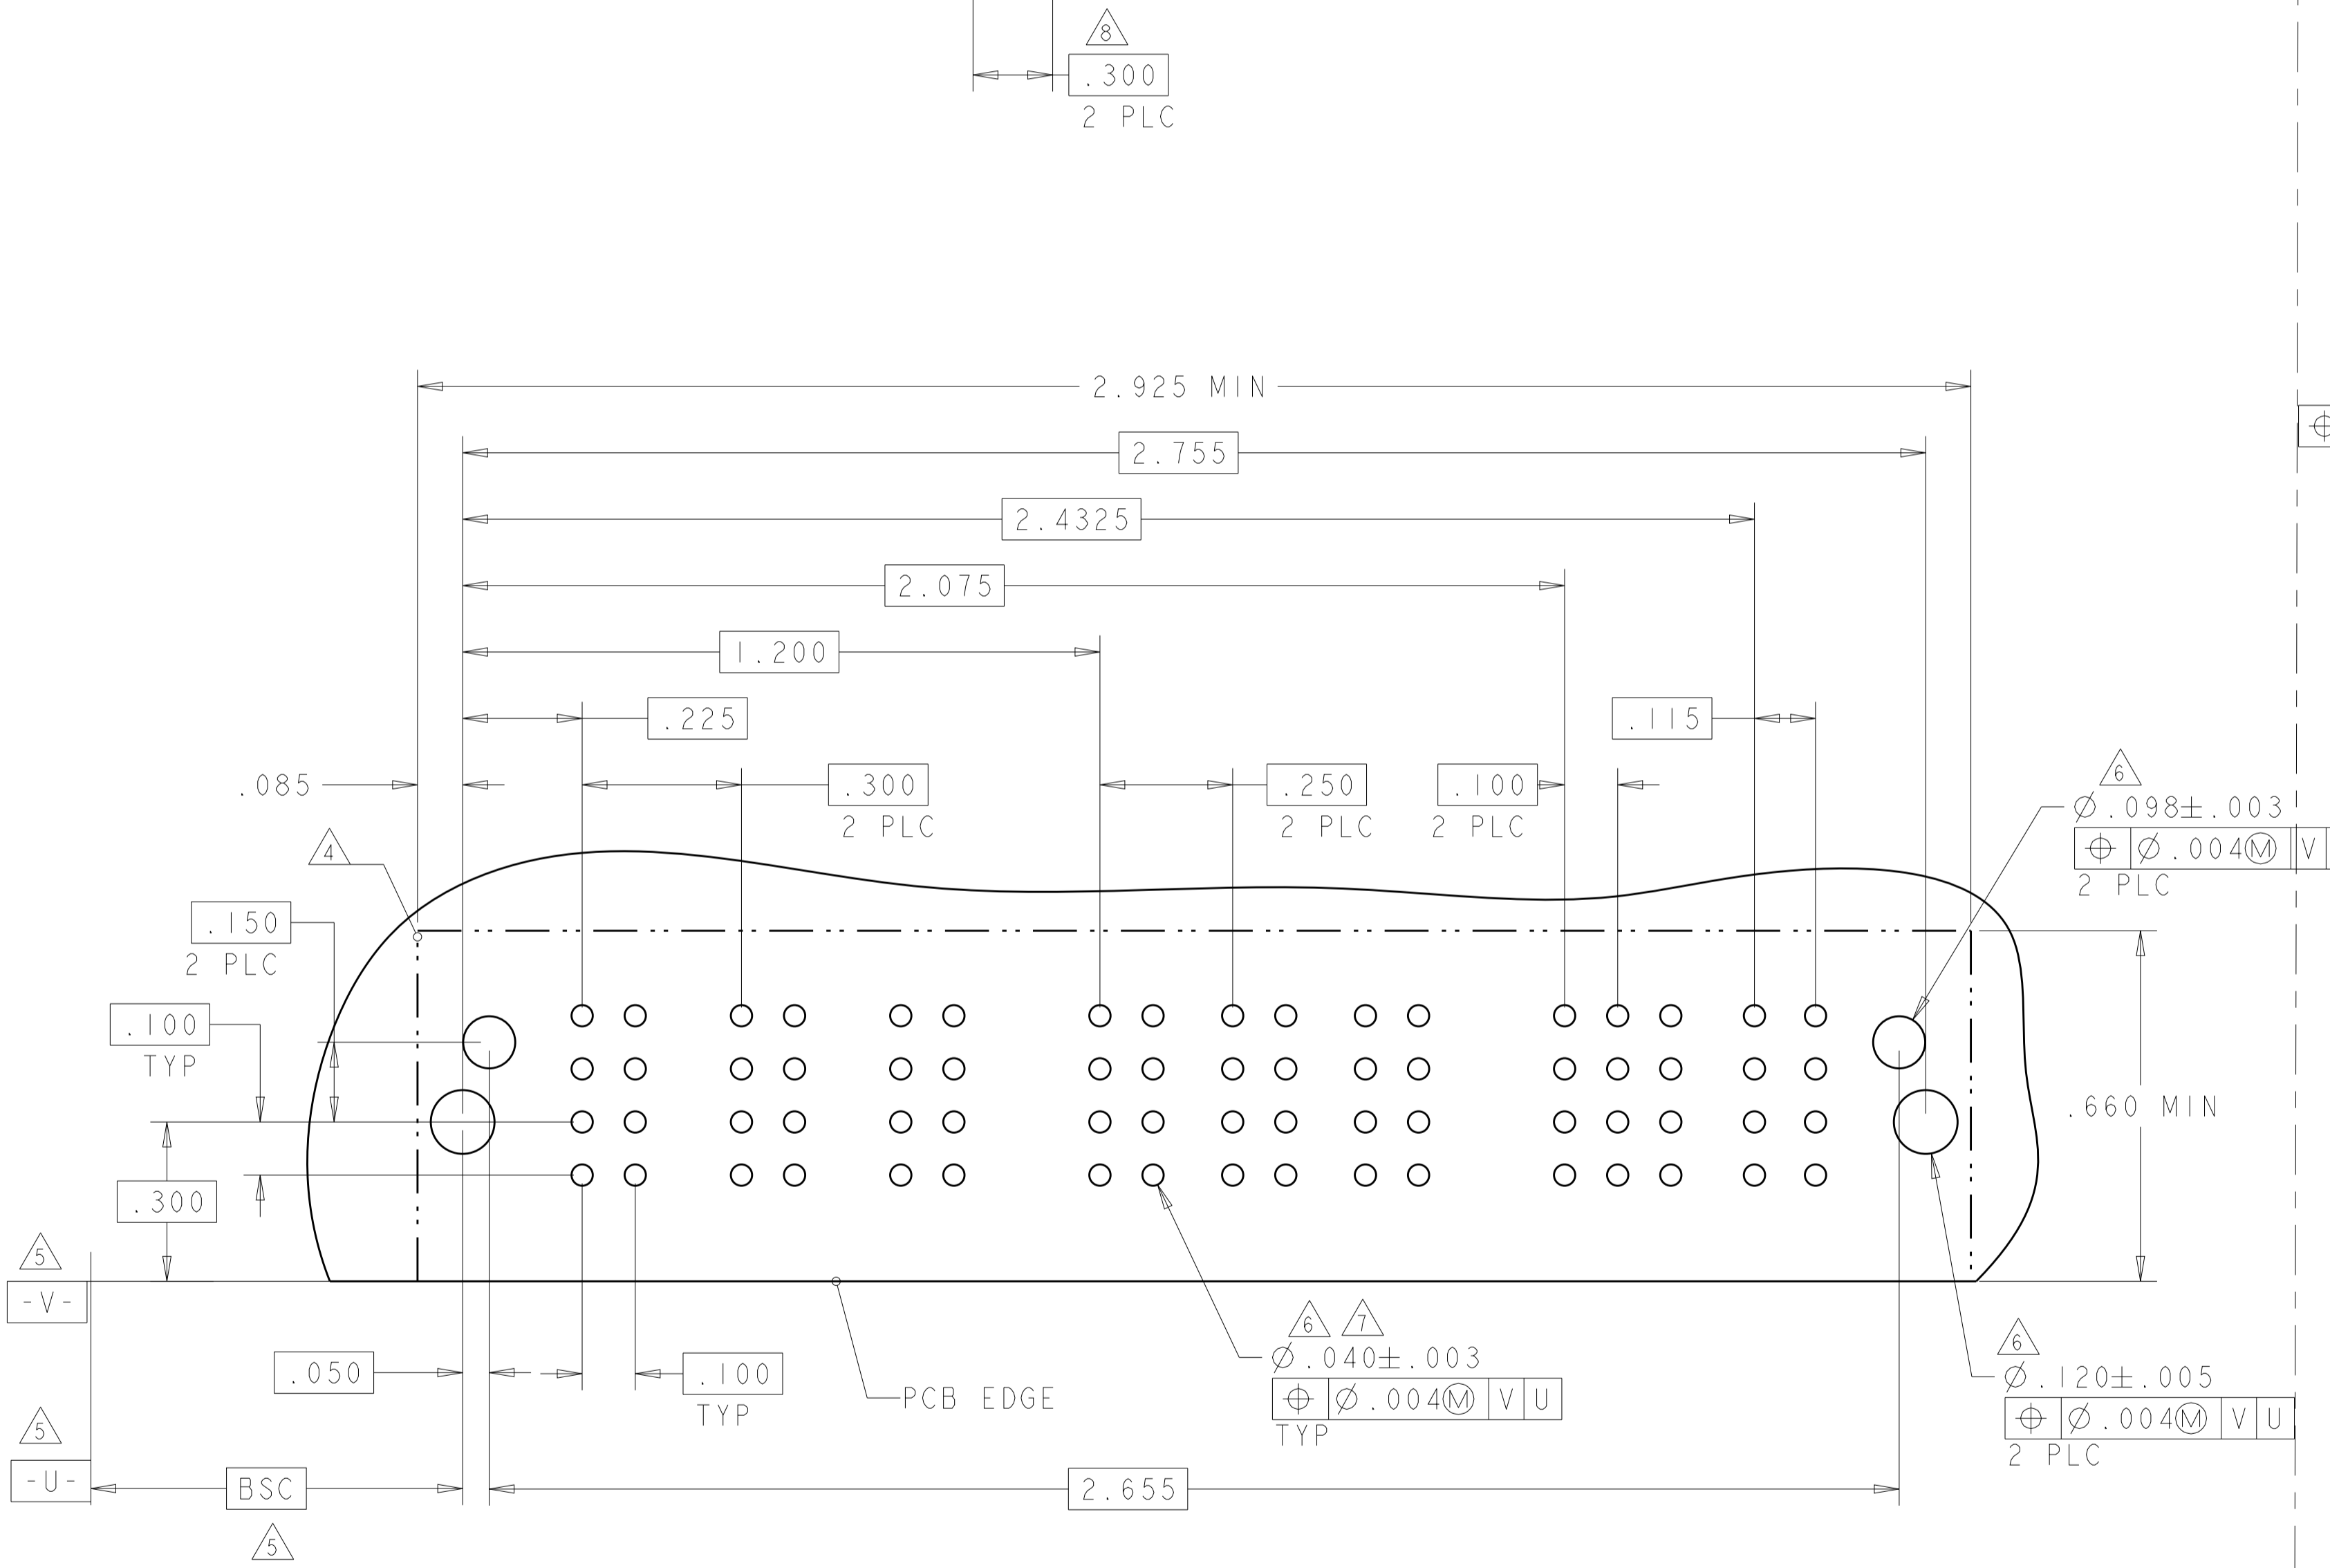 8
.300
2 PLC
2.925 MIN
2.755
2.4325
2.075
1.200
.225
.115
.085
.300
2 PLC
.250
2 PLC
.100
2 PLC
6
Ø.098±.003
⌖ Ø.004Ⓜ V
2 PLC
4
.150
2 PLC
.100
TYP
.660 MIN
.300
5
-V-
6 7
Ø.040±.003
⌖ Ø.004Ⓜ V U
TYP
.050
.100
TYP
PCB EDGE
6
Ø.120±.005
⌖ Ø.004Ⓜ V U
2 PLC
5
-U-
BSC
5
2.655
⌖